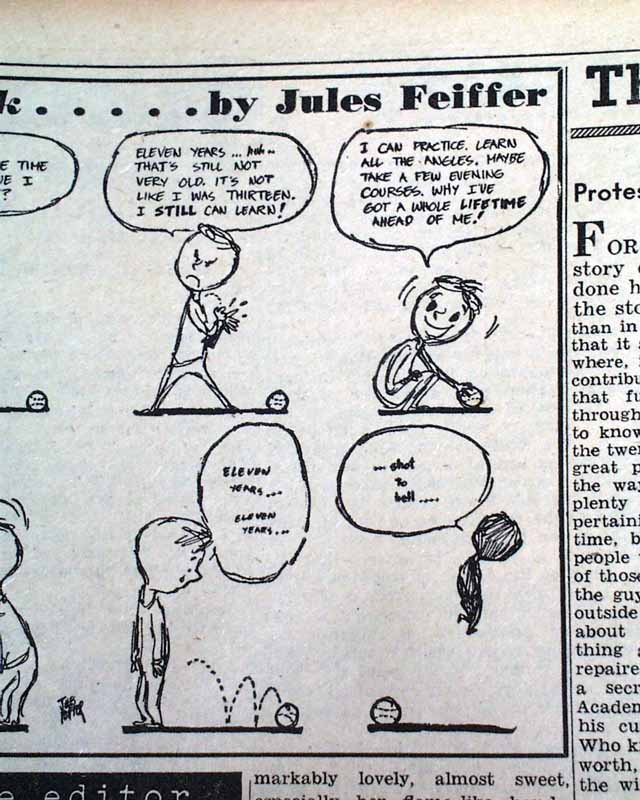 k . . . . . by Jules Feiffer
E TIME
VE I
?
ELEVEN YEARS ... huh..
THAT'S STILL NOT
VERY OLD. IT'S NOT
LIKE I WAS THIRTEEN.
I STILL CAN LEARN!
I CAN PRACTICE. LEARN
ALL THE ANGLES. MAYBE
TAKE A FEW EVENING
COURSES. WHY I'VE
GOT A WHOLE LIFETIME
AHEAD OF ME!
ELEVEN
YEARS....
ELEVEN
YEARS...
... shot
to
hell ....
e editor
markably lovely, almost sweet,
Th
Protes
FOR
story
done h
the sto
than in
that it
where,
contrib
that fu
through
to know
the twe
great p
the way
plenty
pertaini
time, b
people
of those
the guy
outside
about
thing
repaire
a secr
Academ
his cu
Who k
worth,
the wi